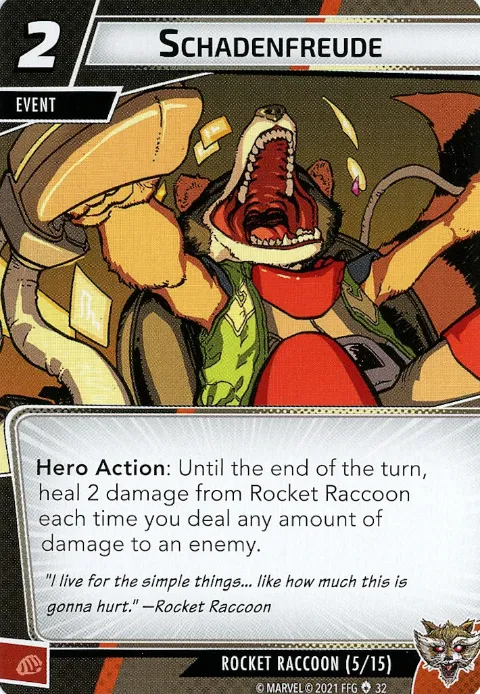 2
SCHADENFREUDE
EVENT
Hero Action: Until the end of the turn,
heal 2 damage from Rocket Raccoon
each time you deal any amount of
damage to an enemy.
"I live for the simple things... like how much this is
gonna hurt." —Rocket Raccoon
ROCKET RACCOON (5/15)
© MARVEL © 2021 FFG 32